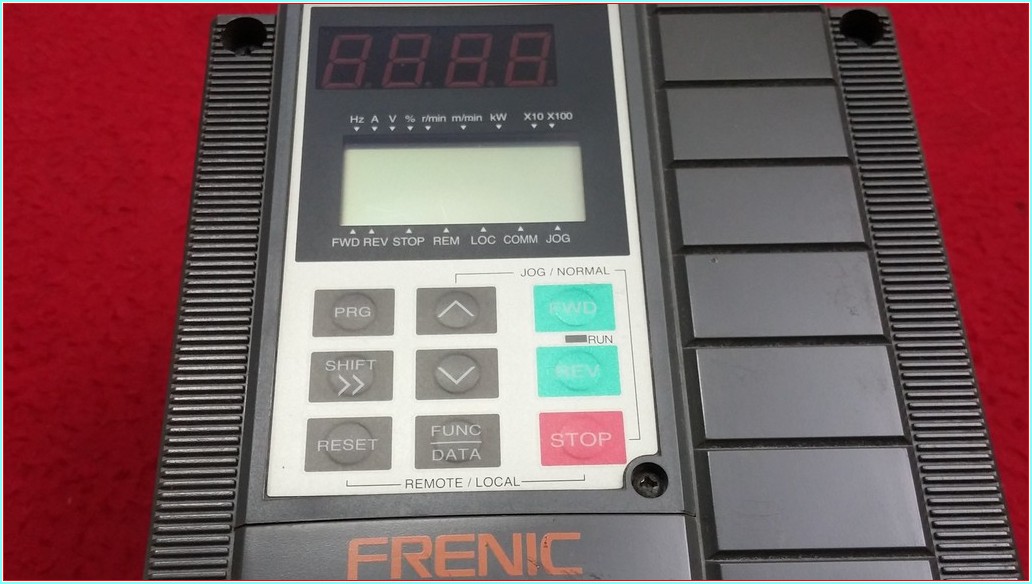 Hz A V % r/min m/min kW X10 X100
FWD REV STOP REM LOC COMM JOG
JOG / NORMAL
PRG
FWD
RUN
SHIFT
REV
RESET
FUNC
DATA
STOP
REMOTE / LOCAL
FRENIC